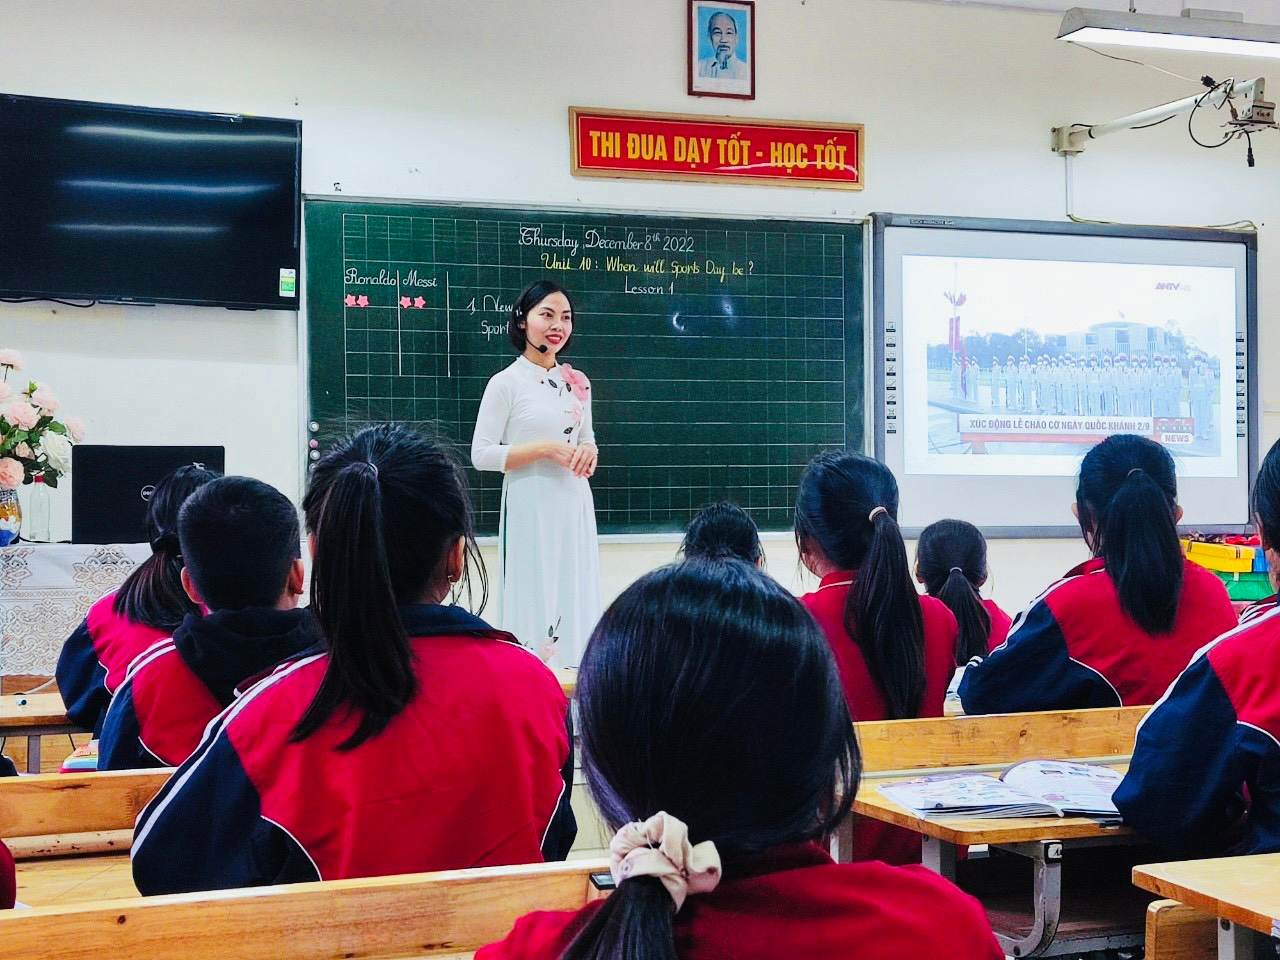 THI ĐUA DẠY TỐT - HỌC TỐT
Thursday, December 8th 2022
Unit 10: When will Sports Day be?
Lesson 1
Ronaldo Messi
1, New
Sport
ANTV
XÚC ĐỘNG LỄ CHÀO CỜ NGÀY QUỐC KHÁNH 2/9
NEWS
DELL